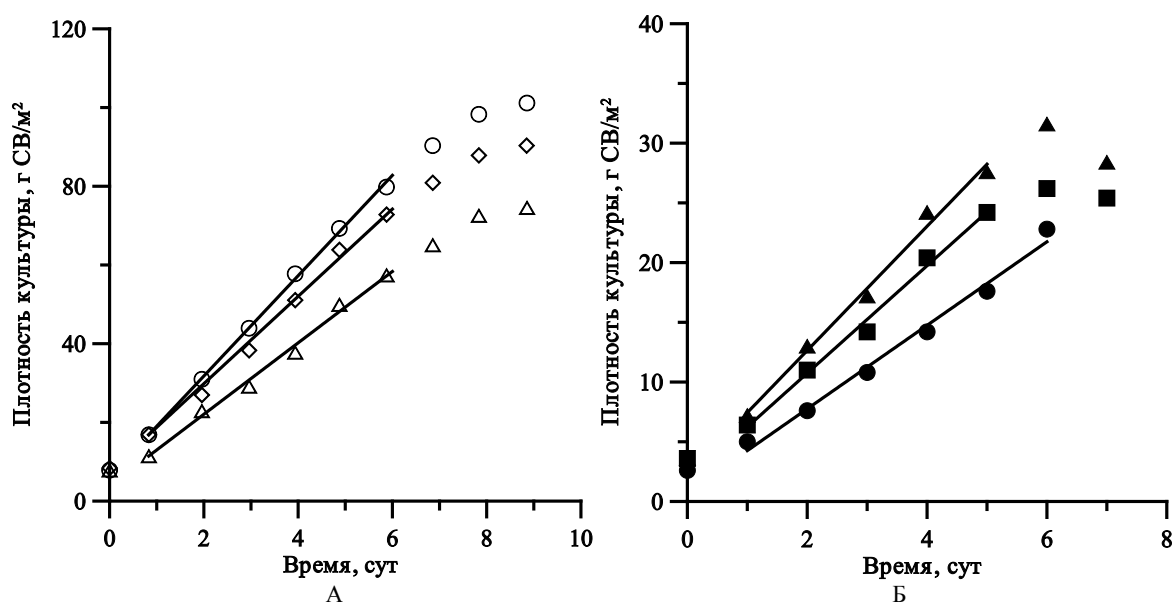 Плотность культуры, г СВ/м²
120
80
40
0
0 2 4 6 8 10
Время, сут
А
Плотность культуры, г СВ/м²
40
30
20
10
0
0 2 4 6 8
Время, сут
Б